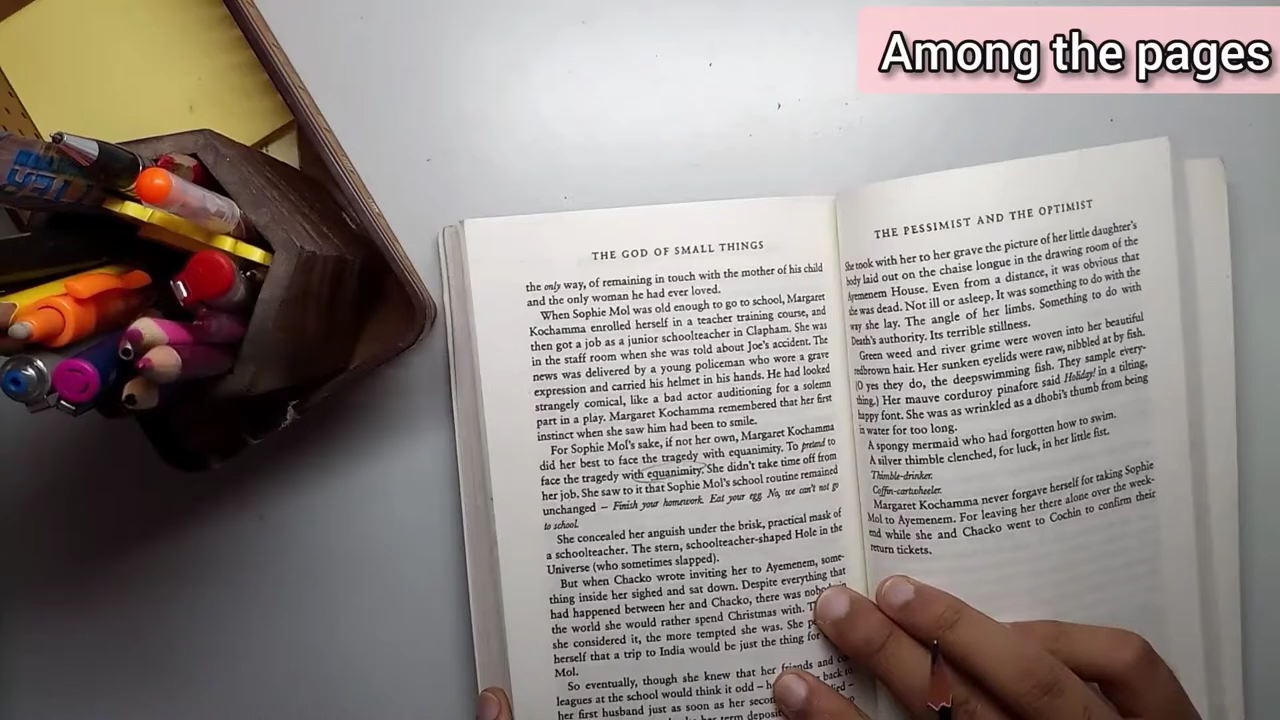 Among the pages
THE GOD OF SMALL THINGS
the only way, of remaining in touch with the mother of his child
and the only woman he had ever loved.
When Sophie Mol was old enough to go to school, Margaret
Kochamma enrolled herself in a teacher training course, and
then got a job as a junior schoolteacher in Clapham. She was
in the staff room when she was told about Joe's accident. The
news was delivered by a young policeman who wore a grave
expression and carried his helmet in his hands. He had looked
strangely comical, like a bad actor auditioning for a solemn
part in a play. Margaret Kochamma remembered that her first
instinct when she saw him had been to smile.
For Sophie Mol's sake, if not her own, Margaret Kochamma
did her best to face the tragedy with equanimity. To pretend to
face the tragedy with equanimity. She didn't take time off from
her job. She saw to it that Sophie Mol's school routine remained
unchanged – Finish your homework. Eat your egg. No, we can't not go
to school.
She concealed her anguish under the brisk, practical mask of
a schoolteacher. The stern, schoolteacher-shaped Hole in the
Universe (who sometimes slapped).
But when Chacko wrote inviting her to Ayemenem, some-
thing inside her sighed and sat down. Despite everything that
had happened between her and Chacko, there was nobody in
the world she would rather spend Christmas with. The
she considered it, the more tempted she was. She
herself that a trip to India would be just the thing for
Mol.
So eventually, though she knew that her friends and
leagues at the school would think it odd –
her first husband just as soon as her second
her term
THE PESSIMIST AND THE OPTIMIST
She took with her to her grave the picture of her little daughter's
body laid out on the chaise longue in the drawing room of the
Ayemenem House. Even from a distance, it was obvious that
she was dead. Not ill or asleep. It was something to do with the
way she lay. The angle of her limbs. Something to do with
Death's authority. Its terrible stillness.
Green weed and river grime were woven into her beautiful
redbrown hair. Her sunken eyelids were raw, nibbled at by fish.
(O yes they do, the deepswimming fish. They sample every-
thing.) Her mauve corduroy pinafore said Holiday! in a tilting,
happy font. She was as wrinkled as a dhobi's thumb from being
in water for too long.
A spongy mermaid who had forgotten how to swim.
A silver thimble clenched, for luck, in her little fist.
Thimble-drinker.
Coffin-cartwheeler.
Margaret Kochamma never forgave herself for taking Sophie
Mol to Ayemenem. For leaving her there alone over the week-
end while she and Chacko went to Cochin to confirm their
return tickets.